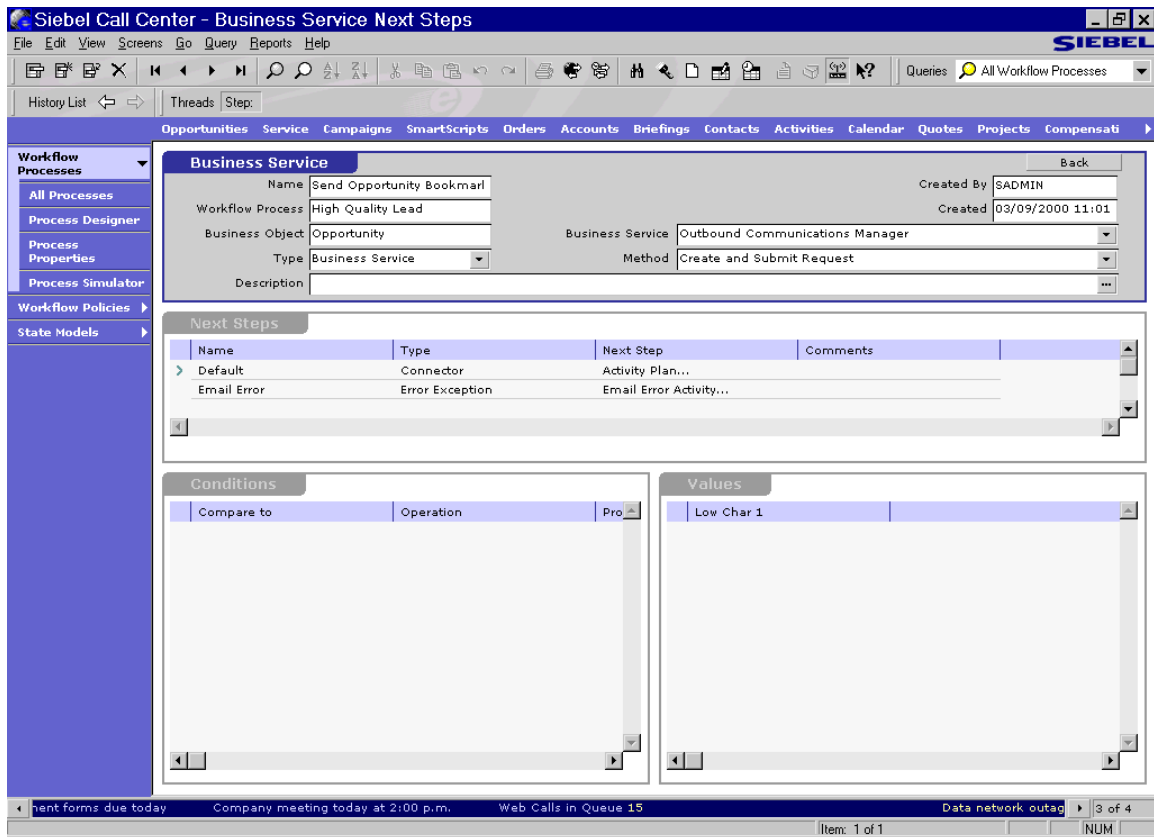 Siebel Call Center - Business Service Next Steps
File Edit View Screens Go Query Reports Help
SIEBEL
Queries All Workflow Processes
History List Threads Step:
Opportunities Service Campaigns SmartScripts Orders Accounts Briefings Contacts Activities Calendar Quotes Projects Compensati
Workflow Processes
All Processes
Process Designer
Process Properties
Process Simulator
Workflow Policies
State Models
Business Service Back
Name Send Opportunity Bookmarl Created By SADMIN
Workflow Process High Quality Lead Created 03/09/2000 11:01
Business Object Opportunity Business Service Outbound Communications Manager
Type Business Service Method Create and Submit Request
Description
Next Steps
Name Type Next Step Comments
Default Connector Activity Plan...
Email Error Error Exception Email Error Activity...
Conditions Values
Compare to Operation Pro Low Char 1
nent forms due today Company meeting today at 2:00 p.m. Web Calls in Queue 15 Data network outag 3 of 4
Item: 1 of 1 NUM